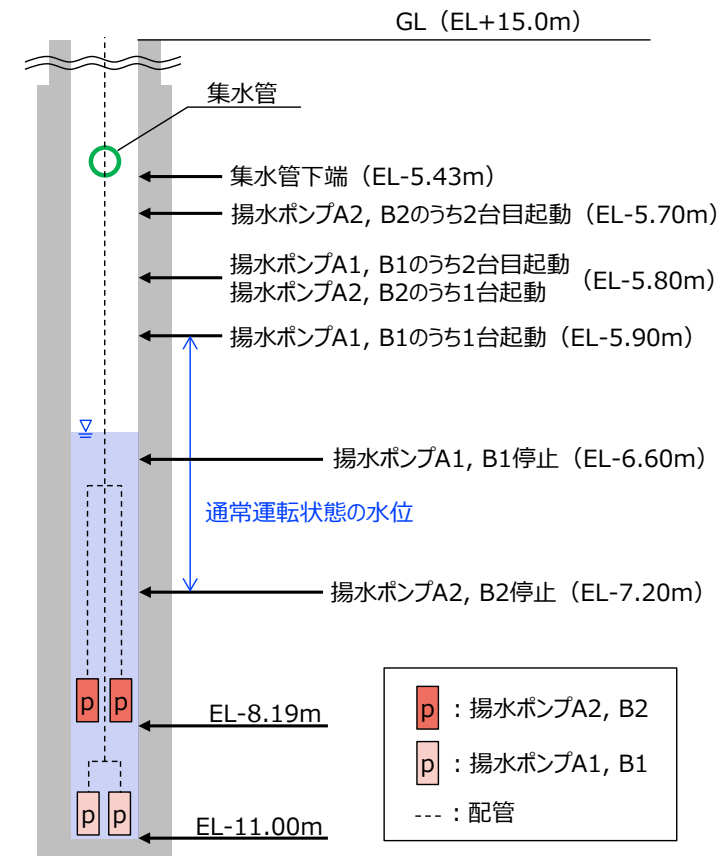 GL（EL+15.0m）
集水管
集水管下端（EL-5.43m）
揚水ポンプA2, B2のうち2台目起動（EL-5.70m）
揚水ポンプA1, B1のうち2台目起動
揚水ポンプA2, B2のうち1台起動
（EL-5.80m）
揚水ポンプA1, B1のうち1台起動（EL-5.90m）
揚水ポンプA1, B1停止（EL-6.60m）
通常運転状態の水位
揚水ポンプA2, B2停止（EL-7.20m）
p p
EL-8.19m
p p
EL-11.00m
p ：揚水ポンプA2, B2
p ：揚水ポンプA1, B1
---：配管